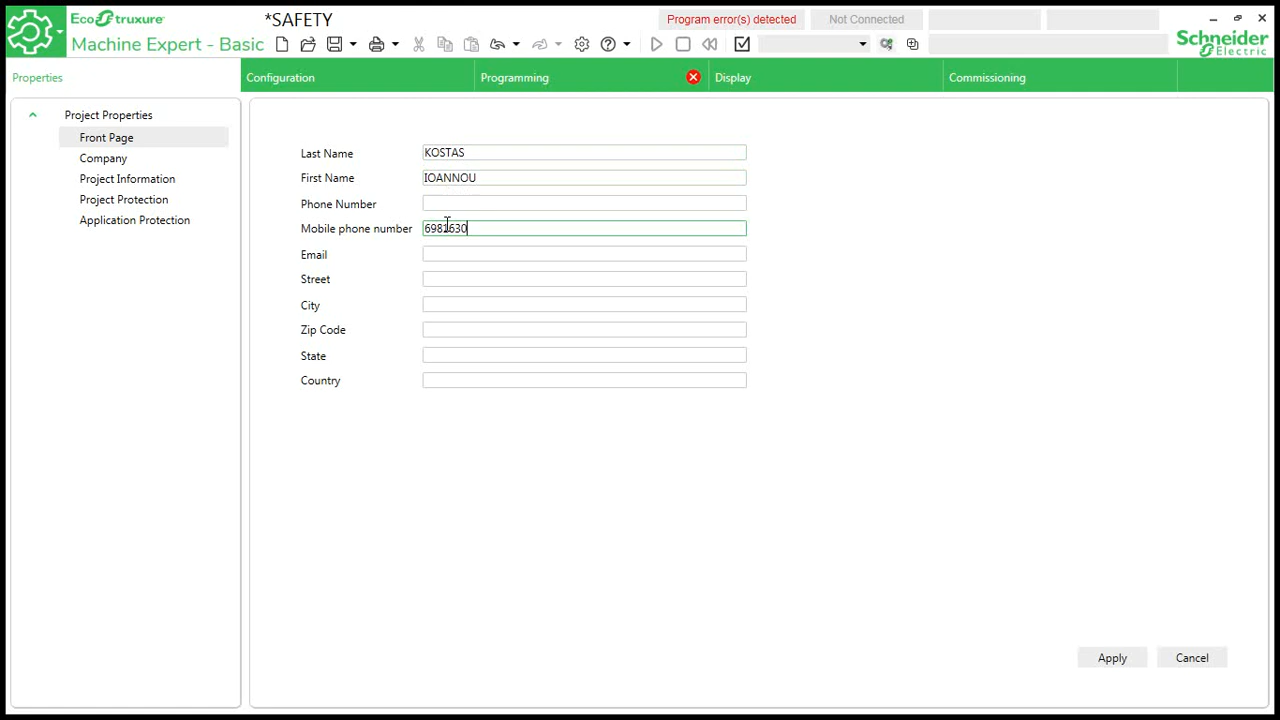 EcoStruxure
Machine Expert - Basic
*SAFETY
Program error(s) detected
Not Connected
Schneider
Electric
Properties
Configuration
Programming
Display
Commissioning
Project Properties
Front Page
Company
Project Information
Project Protection
Application Protection
Last Name KOSTAS
First Name IOANNOU
Phone Number
Mobile phone number
Email
Street
City
Zip Code
State
Country
Apply
Cancel